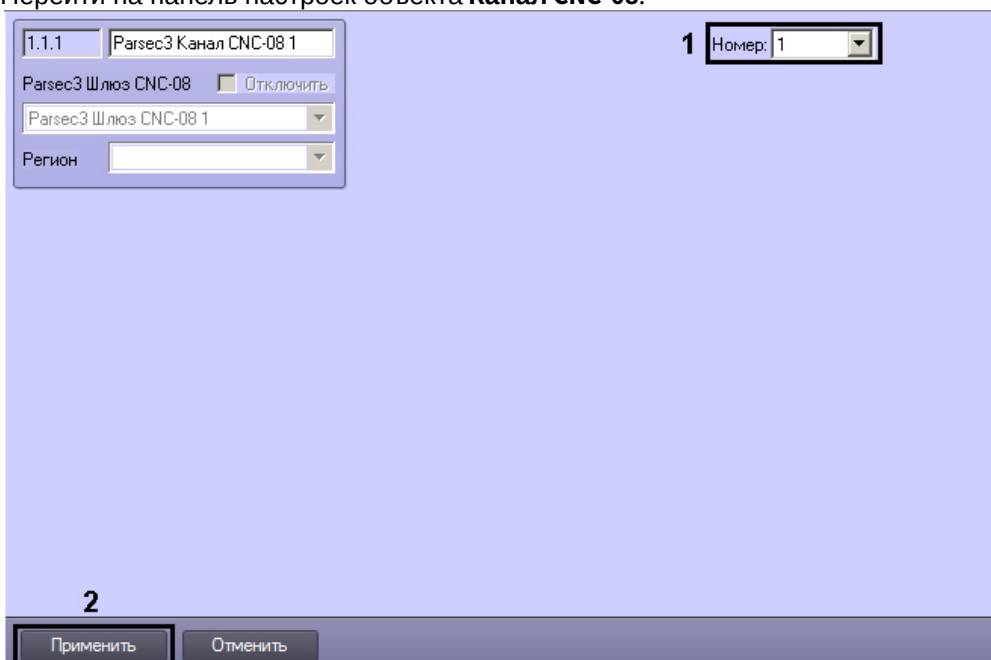 Перейти на панель настроек объекта Канал CNC-08.
1.1.1 Parsec3 Канал CNC-08 1
1 Номер: 1
Parsec3 Шлюз CNC-08 Отключить
Parsec3 Шлюз CNC-08 1
Регион
2
Применить Отменить